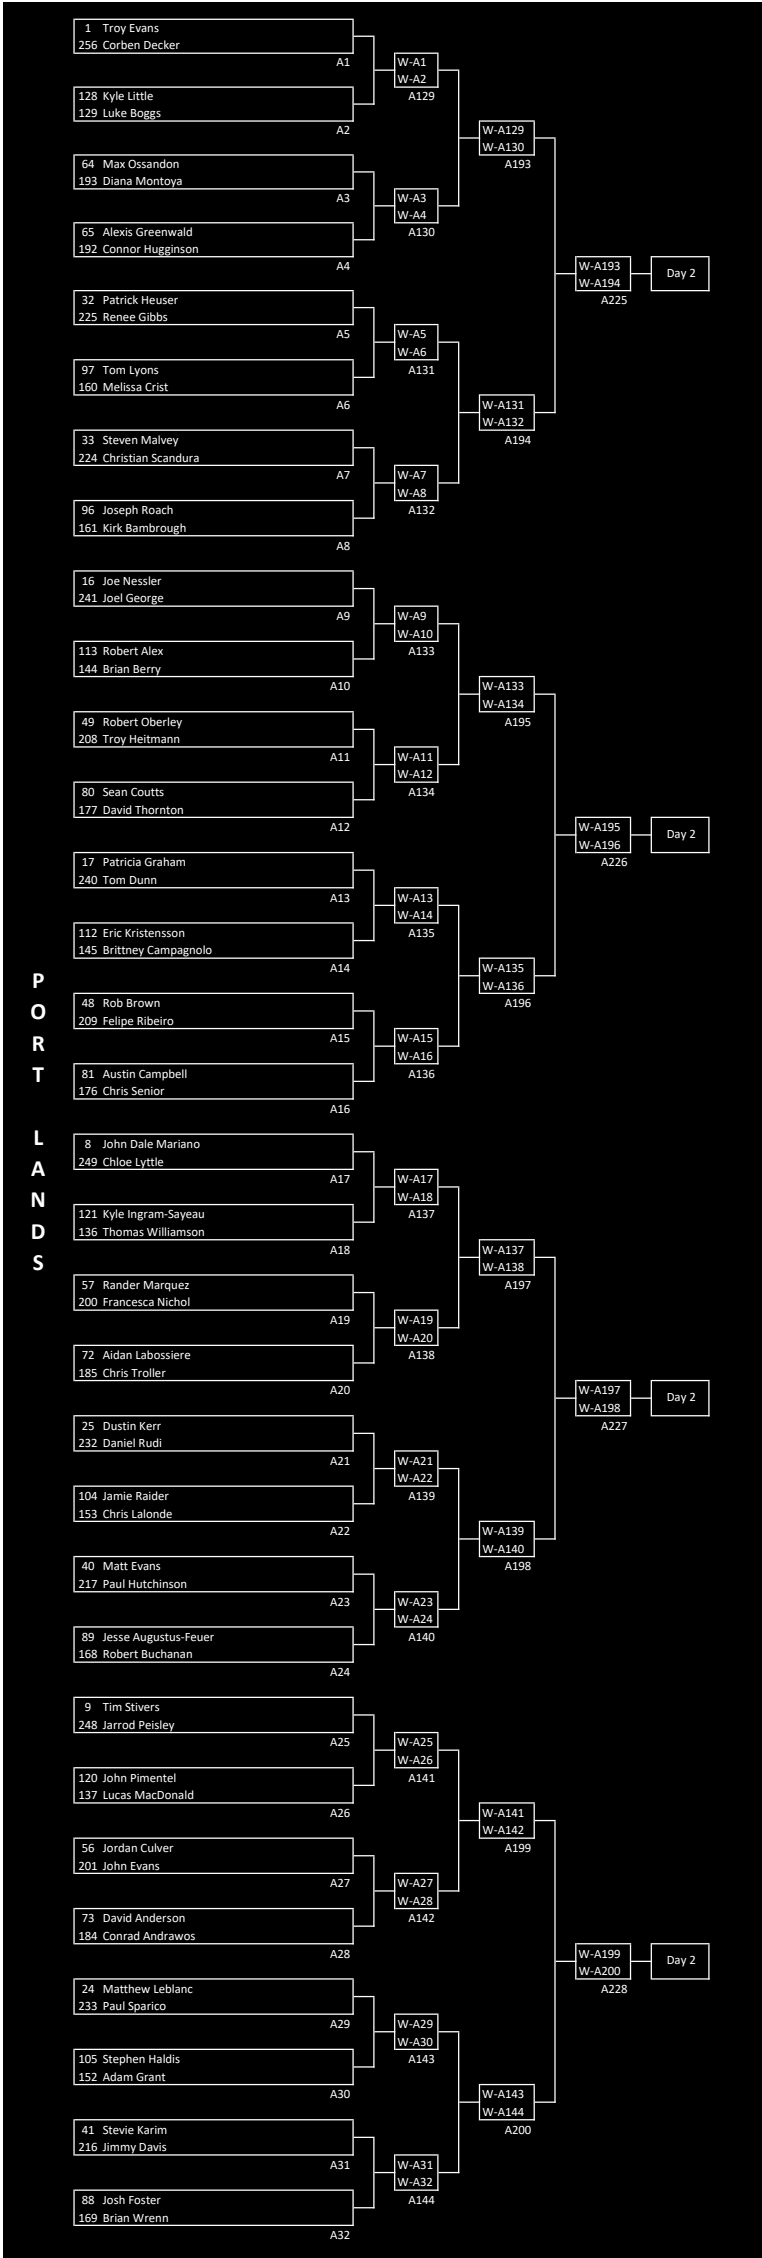 1 Troy Evans
256 Corben Decker
A1
128 Kyle Little
129 Luke Boggs
A2
64 Max Ossandon
193 Diana Montoya
A3
65 Alexis Greenwald
192 Connor Hugginson
A4
32 Patrick Heuser
225 Renee Gibbs
A5
97 Tom Lyons
160 Melissa Crist
A6
33 Steven Malvey
224 Christian Scandura
A7
96 Joseph Roach
161 Kirk Bambrough
A8
16 Joe Nessler
241 Joel George
A9
113 Robert Alex
144 Brian Berry
A10
49 Robert Oberley
208 Troy Heitmann
A11
80 Sean Coutts
177 David Thornton
A12
17 Patricia Graham
240 Tom Dunn
A13
112 Eric Kristensson
145 Brittney Campagnolo
A14
48 Rob Brown
209 Felipe Ribeiro
A15
81 Austin Campbell
176 Chris Senior
A16
8 John Dale Mariano
249 Chloe Lyttle
A17
121 Kyle Ingram-Sayeau
136 Thomas Williamson
A18
57 Rander Marquez
200 Francesca Nichol
A19
72 Aidan Labossiere
185 Chris Troller
A20
25 Dustin Kerr
232 Daniel Rudi
A21
104 Jamie Raider
153 Chris Lalonde
A22
40 Matt Evans
217 Paul Hutchinson
A23
89 Jesse Augustus-Feuer
168 Robert Buchanan
A24
9 Tim Stivers
248 Jarrod Peisley
A25
120 John Pimentel
137 Lucas MacDonald
A26
56 Jordan Culver
201 John Evans
A27
73 David Anderson
184 Conrad Andrawos
A28
24 Matthew Leblanc
233 Paul Sparico
A29
105 Stephen Haldis
152 Adam Grant
A30
41 Stevie Karim
216 Jimmy Davis
A31
88 Josh Foster
169 Brian Wrenn
A32
W-A1
W-A2
A129
W-A3
W-A4
A130
W-A5
W-A6
A131
W-A7
W-A8
A132
W-A9
W-A10
A133
W-A11
W-A12
A134
W-A13
W-A14
A135
W-A15
W-A16
A136
W-A17
W-A18
A137
W-A19
W-A20
A138
W-A21
W-A22
A139
W-A23
W-A24
A140
W-A25
W-A26
A141
W-A27
W-A28
A142
W-A29
W-A30
A143
W-A31
W-A32
A144
W-A129
W-A130
A193
W-A131
W-A132
A194
W-A133
W-A134
A195
W-A135
W-A136
A196
W-A137
W-A138
A197
W-A139
W-A140
A198
W-A141
W-A142
A199
W-A143
W-A144
A200
W-A193
W-A194
A225
W-A195
W-A196
A226
W-A197
W-A198
A227
W-A199
W-A200
A228
Day 2
Day 2
Day 2
Day 2
PORT LANDS